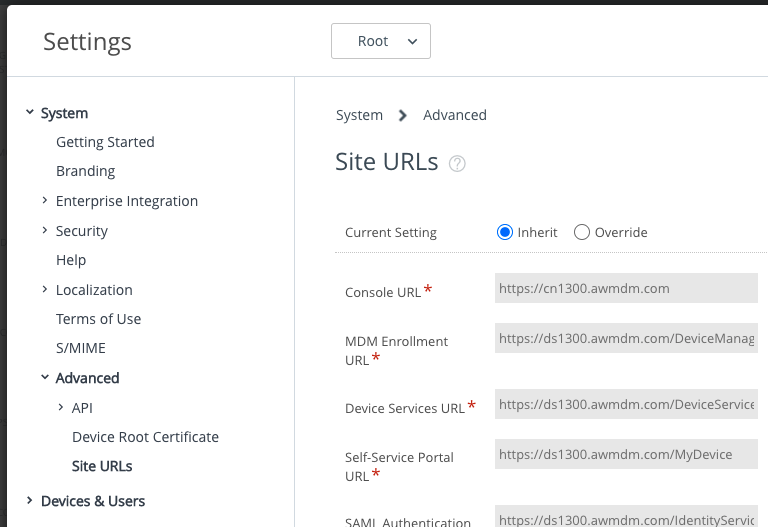 Settings
Root
System
Getting Started
Branding
Enterprise Integration
Security
Help
Localization
Terms of Use
S/MIME
Advanced
API
Device Root Certificate
Site URLs
Devices & Users
System > Advanced
Site URLs ?
Current Setting Inherit Override
Console URL * https://cn1300.awmdm.com
MDM Enrollment
URL * https://ds1300.awmdm.com/DeviceManag
Device Services URL * https://ds1300.awmdm.com/DeviceService
Self-Service Portal
URL * https://ds1300.awmdm.com/MyDevice
SAML Authentication https://ds1300.awmdm.com/IdentityServic